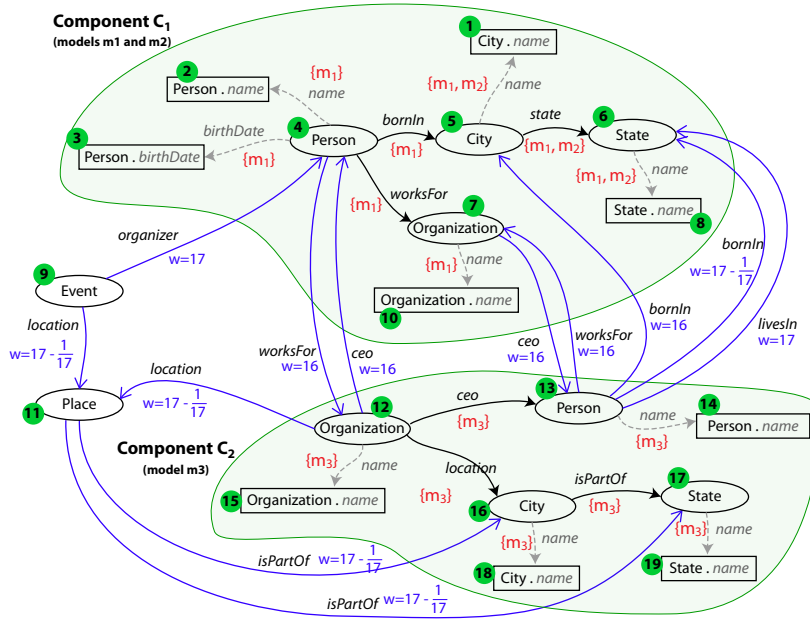 Component C1
(models m1 and m2)
1
City . name
2
Person . name
{m1}
name
{m1, m2}
name
3
Person . birthDate
birthDate
{m1}
4
Person
bornIn
{m1}
5
City
state
{m1, m2}
6
State
{m1, m2}
name
State . name
8
worksFor
{m1}
7
Organization
{m1}
name
Organization . name
10
organizer
w=17
9
Event
location
w=17 - 1/17
bornIn
w=17 - 1/17
bornIn
w=16
livesIn
w=17
worksFor
w=16
ceo
w=16
ceo
w=16
worksFor
w=16
location
w=17 - 1/17
11
Place
12
Organization
ceo
{m3}
13
Person
14
Person . name
name
{m3}
Component C2
(model m3)
{m3}
name
15
Organization . name
location
{m3}
16
City
isPartOf
{m3}
17
State
{m3}
name
18
City . name
{m3}
name
19
State . name
isPartOf w=17 - 1/17
isPartOf w=17 - 1/17